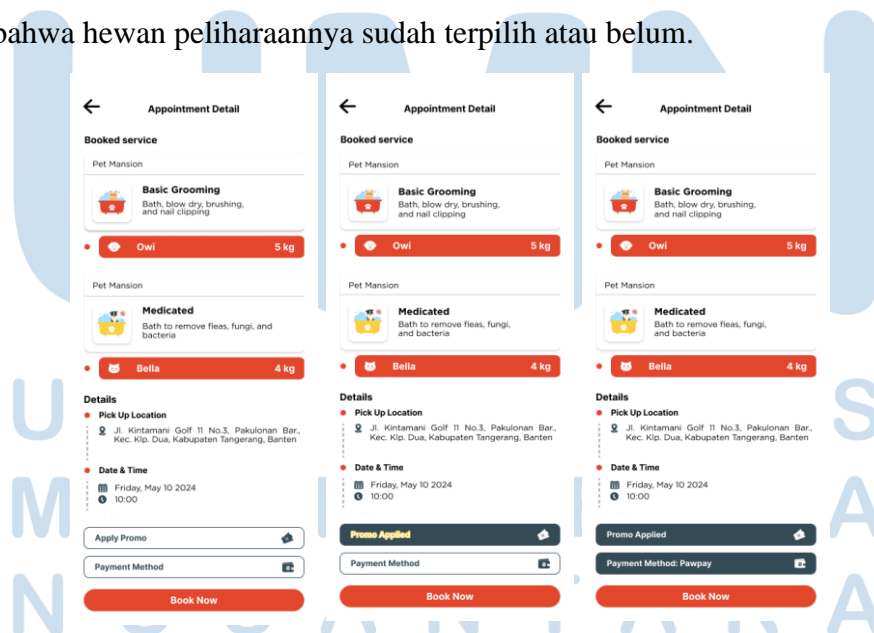 bahwa hewan peliharaannya sudah terpilih atau belum.
Appointment Detail
Booked service
Pet Mansion
Basic Grooming
Bath, blow dry, brushing,
and nail clipping
Owi 5 kg
Pet Mansion
Medicated
Bath to remove fleas, fungi, and
bacteria
Bella 4 kg
Details
Pick Up Location
Jl. Kintamani Golf 11 No.3, Pakulonan Bar.,
Kec. Klp. Dua, Kabupaten Tangerang, Banten
Date & Time
Friday, May 10 2024
10:00
Apply Promo
Payment Method
Book Now
Appointment Detail
Booked service
Pet Mansion
Basic Grooming
Bath, blow dry, brushing,
and nail clipping
Owi 5 kg
Pet Mansion
Medicated
Bath to remove fleas, fungi,
and bacteria
Bella 4 kg
Details
Pick Up Location
Jl. Kintamani Golf 11 No.3, Pakulonan Bar.,
Kec. Klp. Dua, Kabupaten Tangerang, Banten
Date & Time
Friday, May 10 2024
10:00
Promo Applied
Payment Method
Book Now
Appointment Detail
Booked service
Pet Mansion
Basic Grooming
Bath, blow dry, brushing,
and nail clipping
Owi 5 kg
Pet Mansion
Medicated
Bath to remove fleas, fungi,
and bacteria
Bella 4 kg
Details
Pick Up Location
Jl. Kintamani Golf 11 No.3, Pakulonan Bar.,
Kec. Klp. Dua, Kabupaten Tangerang, Banten
Date & Time
Friday, May 10 2024
10:00
Promo Applied
Payment Method: Pawpay
Book Now